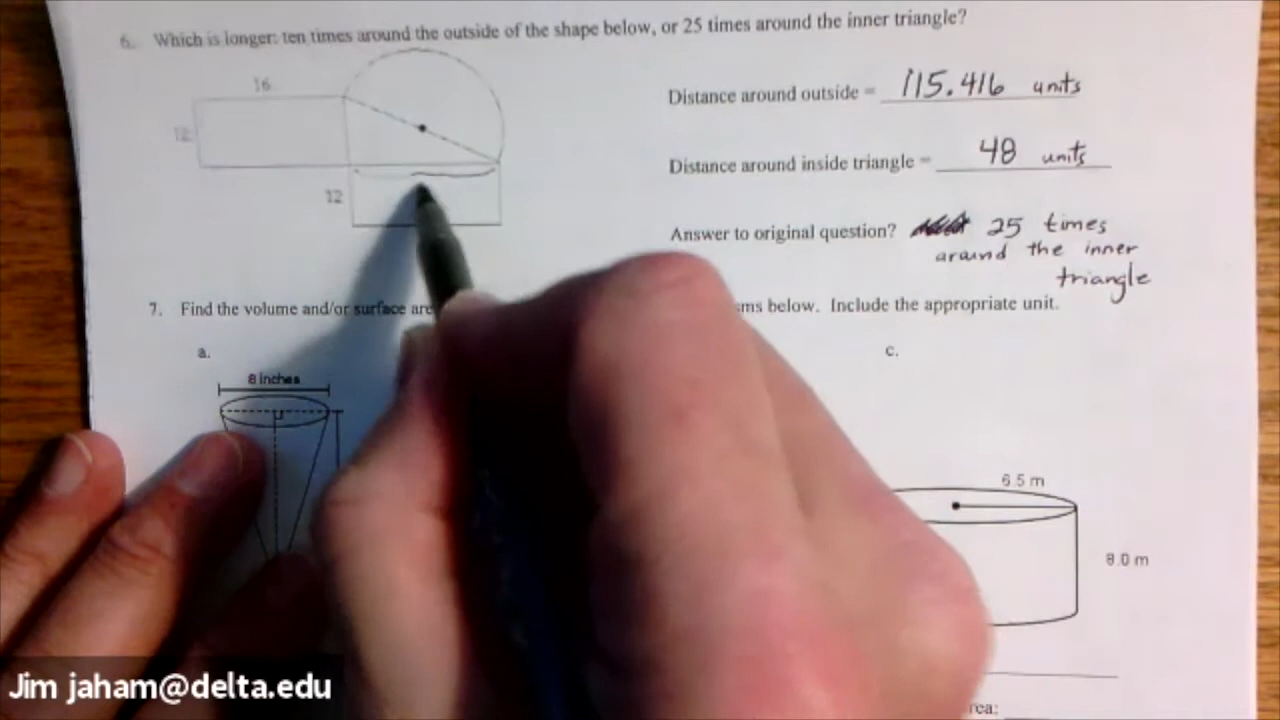 6. Which is longer: ten times around the outside of the shape below, or 25 times around the inner triangle?
16
12
12
Distance around outside = 115.416 units
Distance around inside triangle = 48 units
Answer to original question? 25 times
around the inner
triangle
7. Find the volume and/or surface are ms below. Include the appropriate unit.
a.
c.
8 inches
6.5 m
8.0 m
rea:
Jim jaham@delta.edu